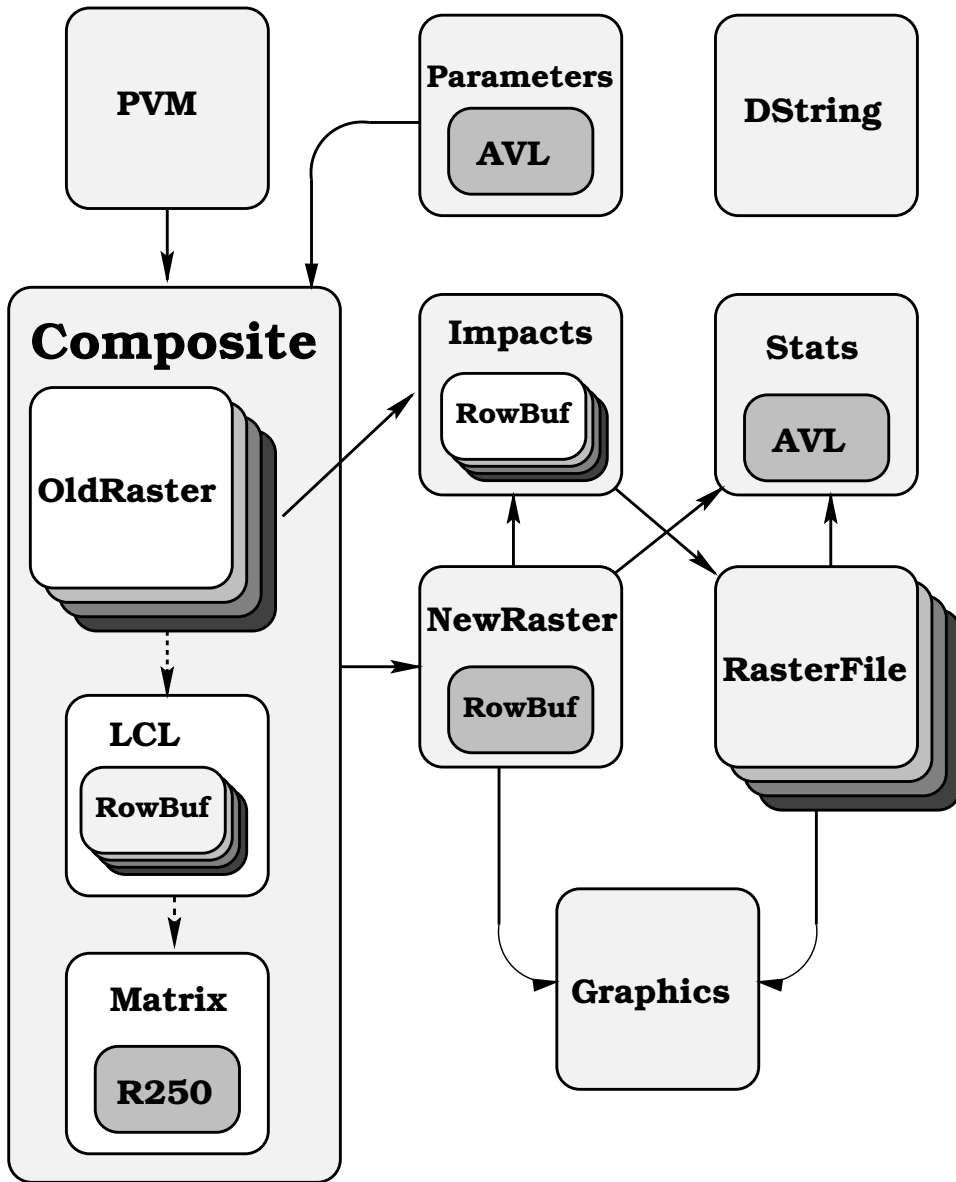 PVM
Parameters
AVL
DString
Composite
OldRaster
LCL
RowBuf
Matrix
R250
Impacts
RowBuf
Stats
AVL
NewRaster
RowBuf
RasterFile
Graphics